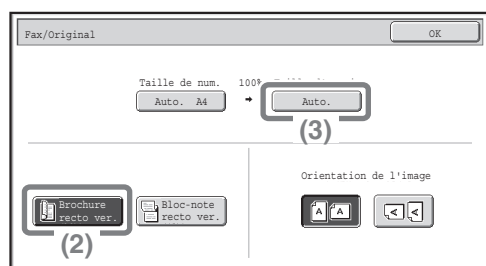 Fax/Original
OK
Taille de num. 100%
Auto. A4 → Auto.
(3)
Orientation de l'image
Brochure
recto ver.
Bloc-note
recto ver.
A A A A
(2)